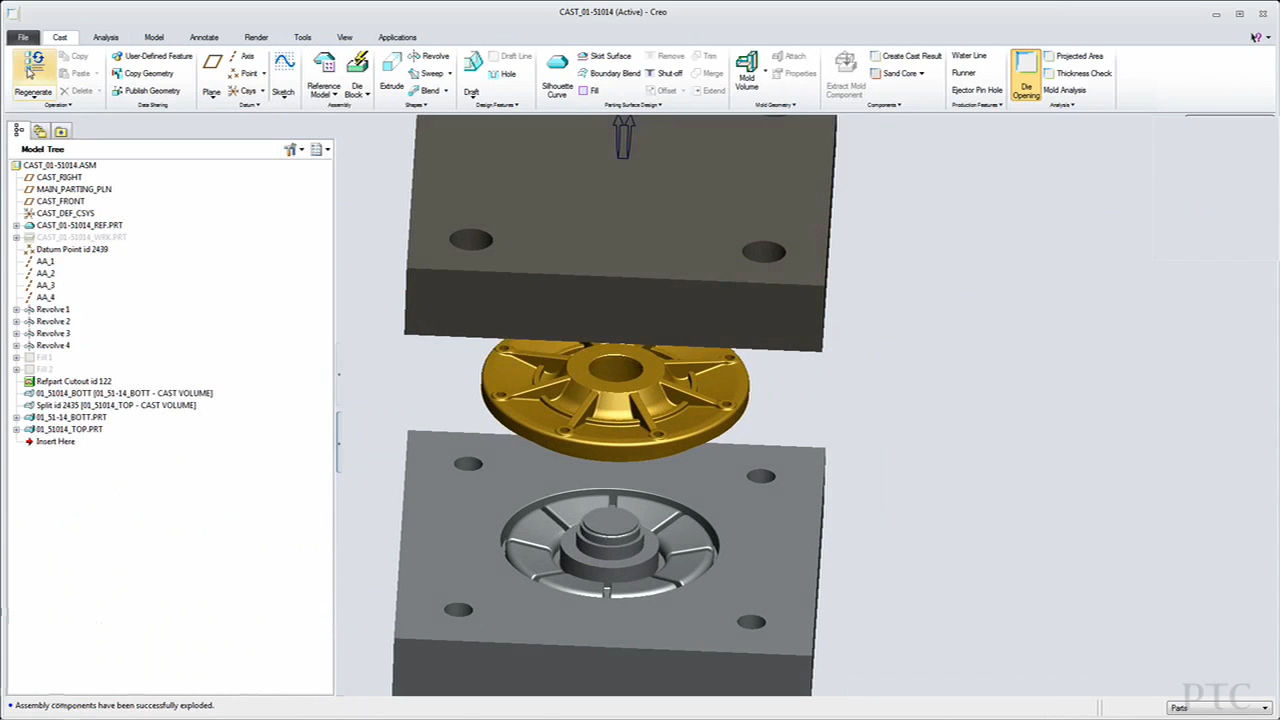 CAST_01-51014 (Active) - Creo
File Cast Analysis Model Annotate Render Tools View Applications
Regenerate
Copy
Paste
Delete
Operation
User-Defined Feature
Copy Geometry
Publish Geometry
Data Sharing
Plane
Axis
Point
Csys
Sketch
Datum
Reference Model
Die Block
Assembly
Extrude
Revolve
Sweep
Blend
Shapes
Draft
Draft Line
Hole
Design Features
Silhouette Curve
Skirt Surface
Boundary Blend
Fill
Remove
Shut-off
Offset
Trim
Merge
Extend
Parting Surface Design
Mold Volume
Attach
Properties
Mold Geometry
Extract Mold Component
Create Cast Result
Sand Core
Components
Water Line
Runner
Ejector Pin Hole
Production Features
Die Opening
Projected Area
Thickness Check
Mold Analysis
Analysis
Model Tree
CAST_01-51014.ASM
CAST_RIGHT
MAIN_PARTING_PLN
CAST_FRONT
CAST_DEF_CSYS
CAST_01-51014_REF.PRT
CAST_01-51014_WRK.PRT
Datum Point id 2439
AA_1
AA_2
AA_3
AA_4
Revolve 1
Revolve 2
Revolve 3
Revolve 4
Fill 1
Fill 2
Refpart Cutout id 122
01_51014_BOTT [01_51-14_BOTT - CAST VOLUME]
Split id 2435 [01_51014_TOP - CAST VOLUME]
01_51-14_BOTT.PRT
01_51014_TOP.PRT
Insert Here
Assembly components have been successfully exploded.
PTC
Parts